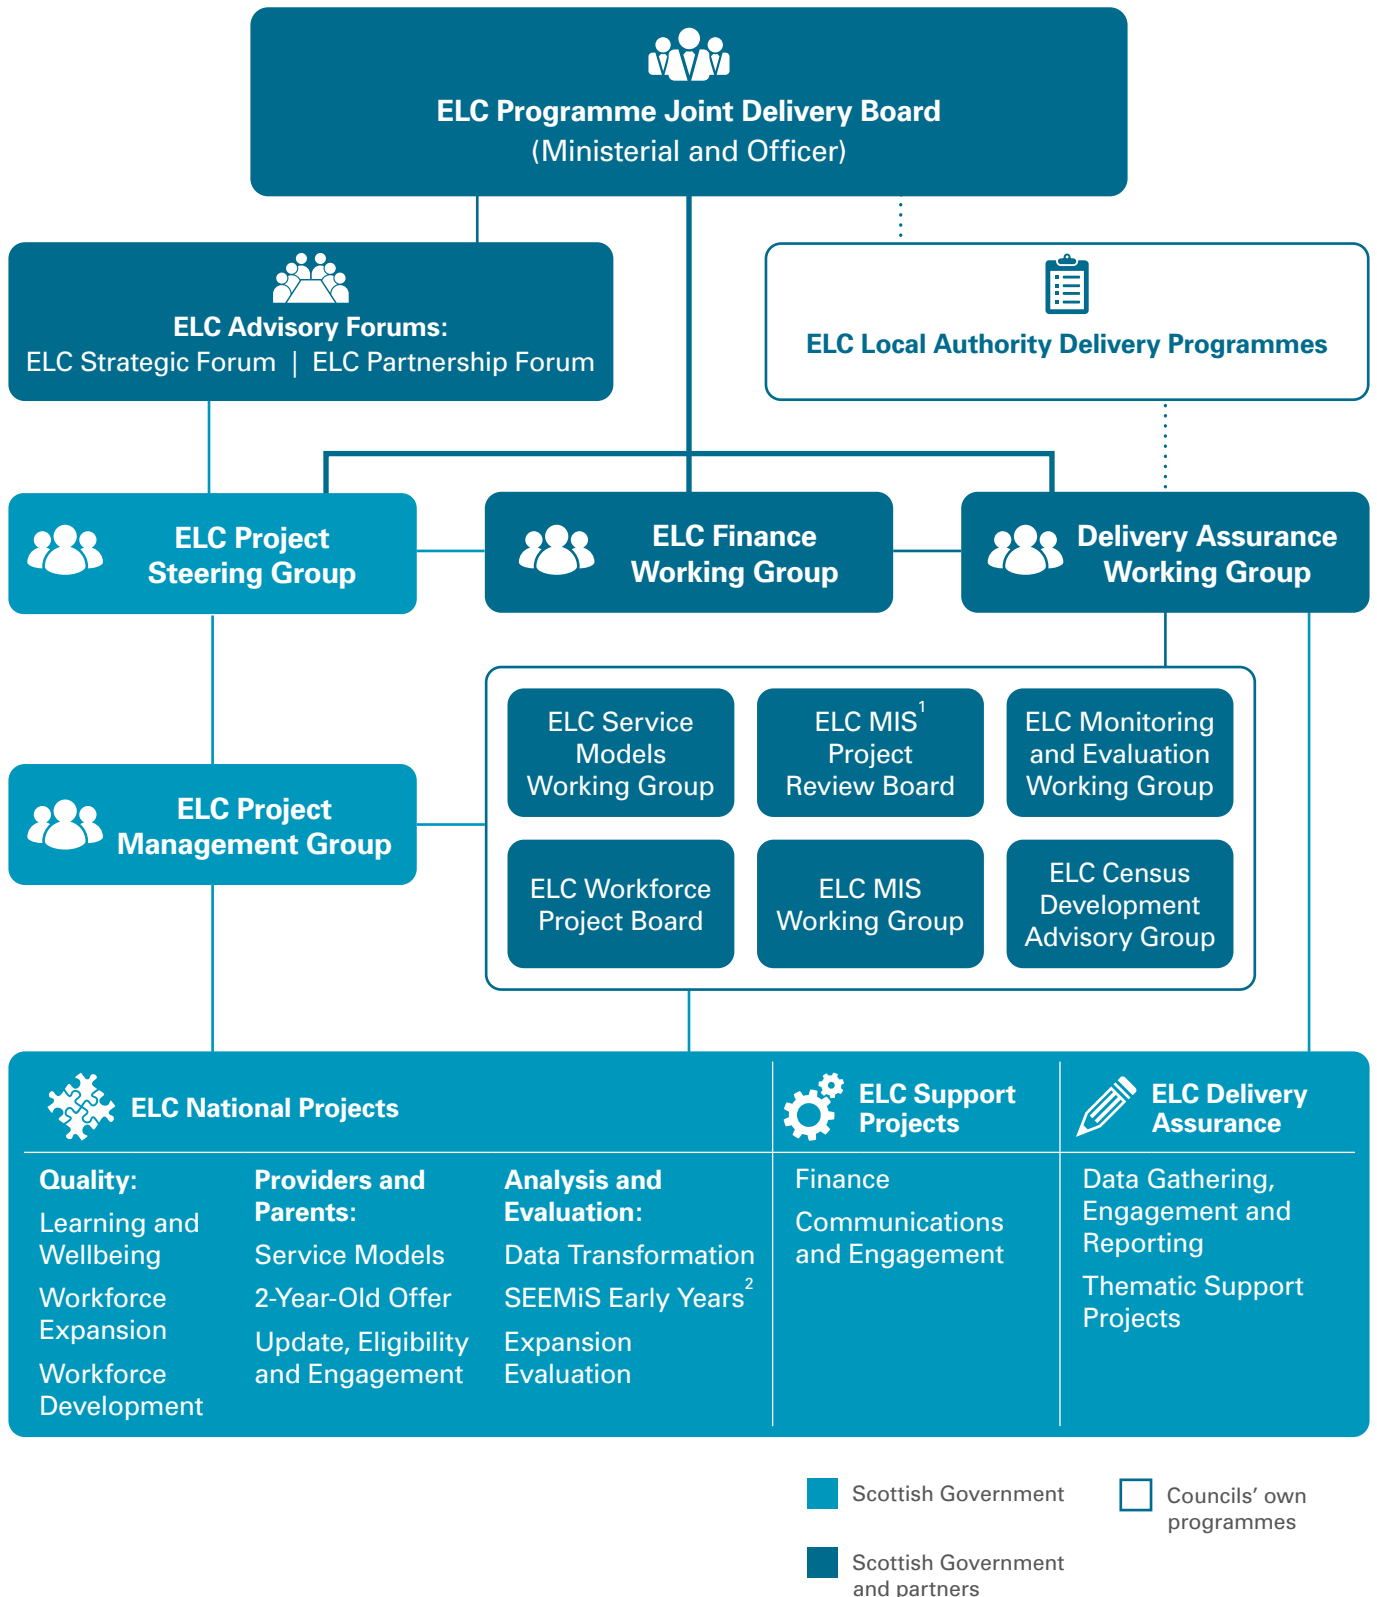 ELC Programme Joint Delivery Board
(Ministerial and Officer)
ELC Advisory Forums:
ELC Strategic Forum | ELC Partnership Forum
ELC Local Authority Delivery Programmes
ELC Project
Steering Group
ELC Finance
Working Group
Delivery Assurance
Working Group
ELC Service
Models
Working Group
ELC MIS1
Project
Review Board
ELC Monitoring
and Evaluation
Working Group
ELC Project
Management Group
ELC Workforce
Project Board
ELC MIS
Working Group
ELC Census
Development
Advisory Group
ELC National Projects
Quality:
Learning and
Wellbeing
Workforce
Expansion
Workforce
Development
Providers and
Parents:
Service Models
2-Year-Old Offer
Update, Eligibility
and Engagement
Analysis and
Evaluation:
Data Transformation
SEEMiS Early Years2
Expansion
Evaluation
ELC Support
Projects
Finance
Communications
and Engagement
ELC Delivery
Assurance
Data Gathering,
Engagement and
Reporting
Thematic Support
Projects
Scottish Government
Scottish Government
and partners
Councils' own
programmes